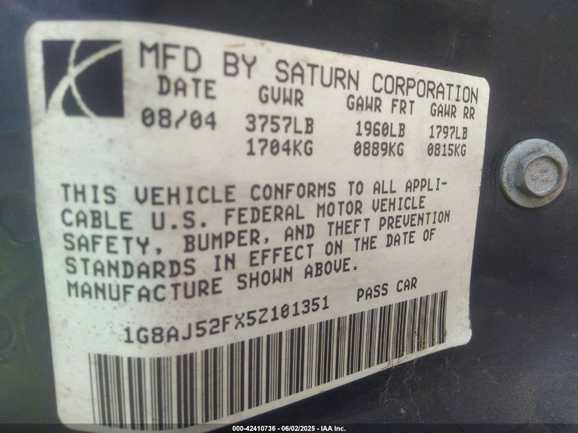 MFD BY SATURN CORPORATION
DATE GVWR GAWR FRT GAWR RR
08/04 3757LB 1960LB 1797LB
1704KG 0889KG 0815KG
THIS VEHICLE CONFORMS TO ALL APPLI-
CABLE U.S. FEDERAL MOTOR VEHICLE
SAFETY, BUMPER, AND THEFT PREVENTION
STANDARDS IN EFFECT ON THE DATE OF
MANUFACTURE SHOWN ABOVE.
1G8AJ52FX5Z101351 PASS CAR
000-42410736 - 06/02/2025 - IAA Inc.